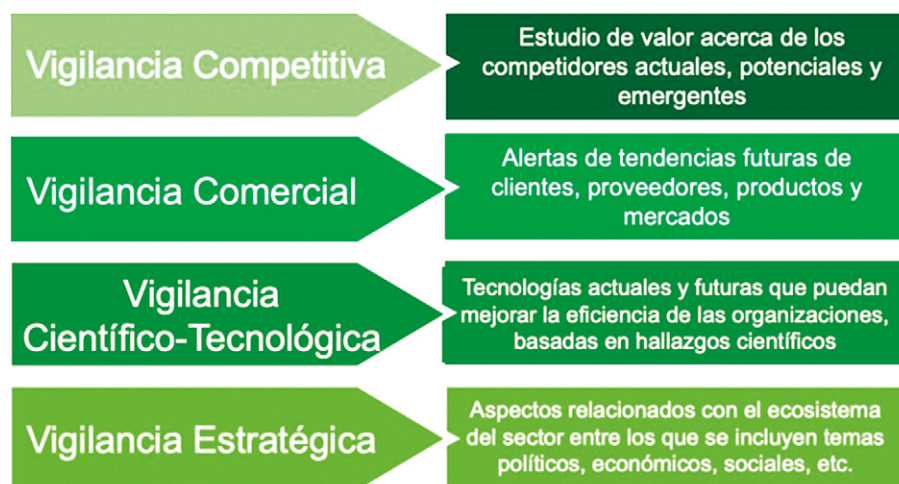 Vigilancia Competitiva
Estudio de valor acerca de los
competidores actuales, potenciales y
emergentes
Vigilancia Comercial
Alertas de tendencias futuras de
clientes, proveedores, productos y
mercados
Vigilancia
Científico-Tecnológica
Tecnologías actuales y futuras que puedan
mejorar la eficiencia de las organizaciones,
basadas en hallazgos científicos
Vigilancia Estratégica
Aspectos relacionados con el ecosistema
del sector entre los que se incluyen temas
políticos, económicos, sociales, etc.